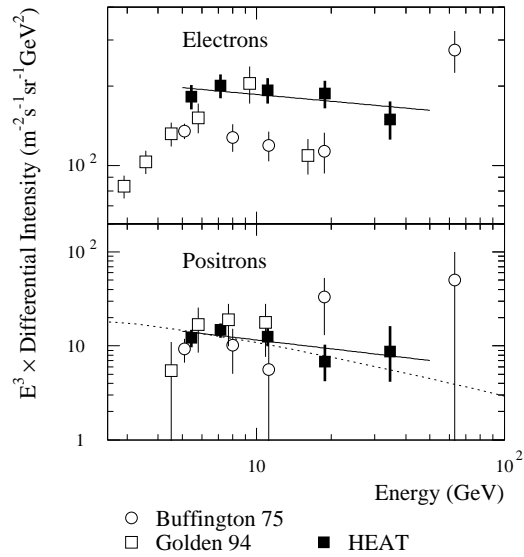 E³ × Differential Intensity (m⁻²s⁻¹sr⁻¹GeV²)
Electrons
10²
Positrons
10²
10
1
10
10²
Energy (GeV)
Buffington 75
Golden 94
HEAT